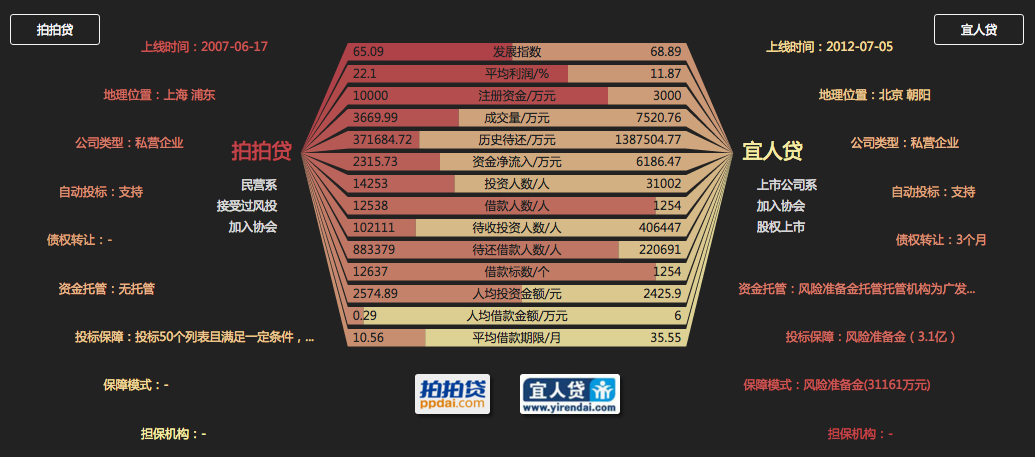 拍拍贷
宜人贷
上线时间：2007-06-17
地理位置：上海 浦东
公司类型：私营企业
自动投标：支持
债权转让：-
资金托管：无托管
投标保障：投标50个列表且满足一定条件，...
保障模式：-
担保机构：-
拍拍贷
民营系
接受过风投
加入协会
65.09 发展指数 68.89
22.1 平均利润/% 11.87
10000 注册资金/万元 3000
3669.99 成交量/万元 7520.76
371684.72 历史待还/万元 1387504.77
2315.73 资金净流入/万元 6186.47
14253 投资人数/人 31002
12538 借款人数/人 1254
102111 待收投资人数/人 406447
883379 待还借款人数/人 220691
12637 借款标数/个 1254
2574.89 人均投资金额/元 2425.9
0.29 人均借款金额/万元 6
10.56 平均借款期限/月 35.55
宜人贷
上市公司系
加入协会
股权上市
上线时间：2012-07-05
地理位置：北京 朝阳
公司类型：私营企业
自动投标：支持
债权转让：3个月
资金托管：风险准备金托管托管机构为广发...
投标保障：风险准备金（3.1亿）
保障模式：风险准备金(31161万元)
担保机构：-
拍拍贷
ppdai.com
宜人贷
www.yirendai.com